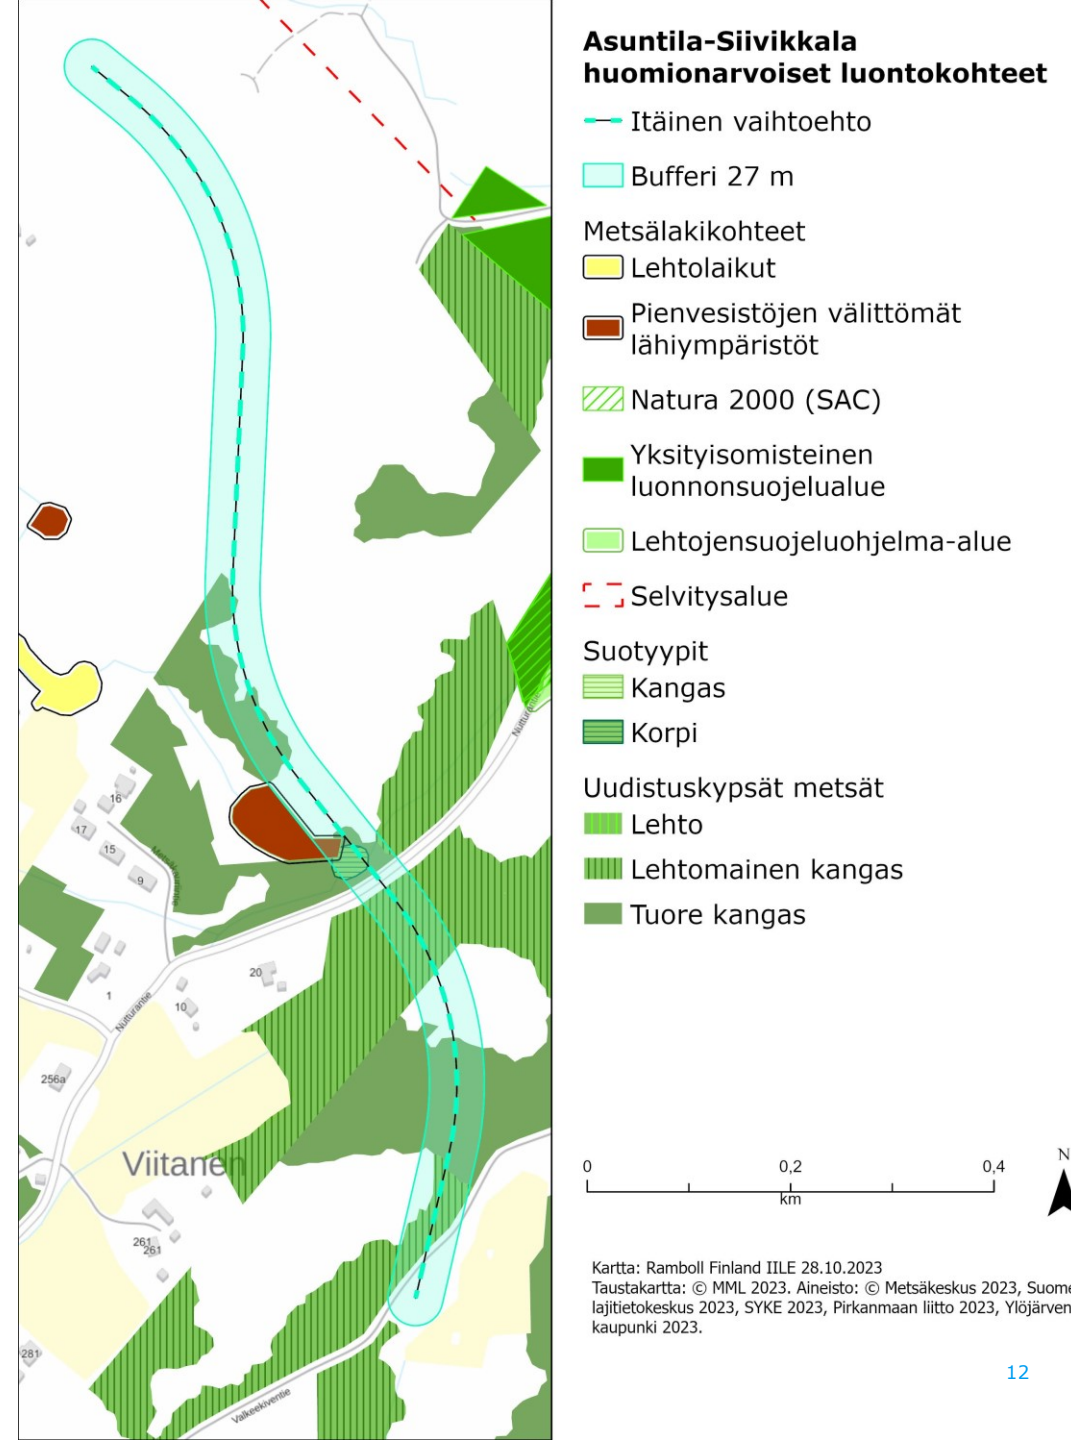 Asuntila-Siivikkala
huomionarvoiset luontokohteet
Itäinen vaihtoehto
Bufferi 27 m
Metsälakikohteet
Lehtolaikut
Pienvesistöjen välittömät
lähiympäristöt
Natura 2000 (SAC)
Yksityisomisteinen
luonnonsuojelualue
Lehtojensuojeluohjelma-alue
Selvitysalue
Suotyypit
Kangas
Korpi
Uudistuskypsät metsät
Lehto
Lehtomainen kangas
Tuore kangas
16
17
15
9
20
1
10
Nutturantie
256a
Viitanen
261
261
281
Valkeekiventie
0
0,2
0,4
km
N
Kartta: Ramboll Finland IILE 28.10.2023
Taustakartta: © MML 2023. Aineisto: © Metsäkeskus 2023, Suome
lajitietokeskus 2023, SYKE 2023, Pirkanmaan liitto 2023, Ylöjärven
kaupunki 2023.
12